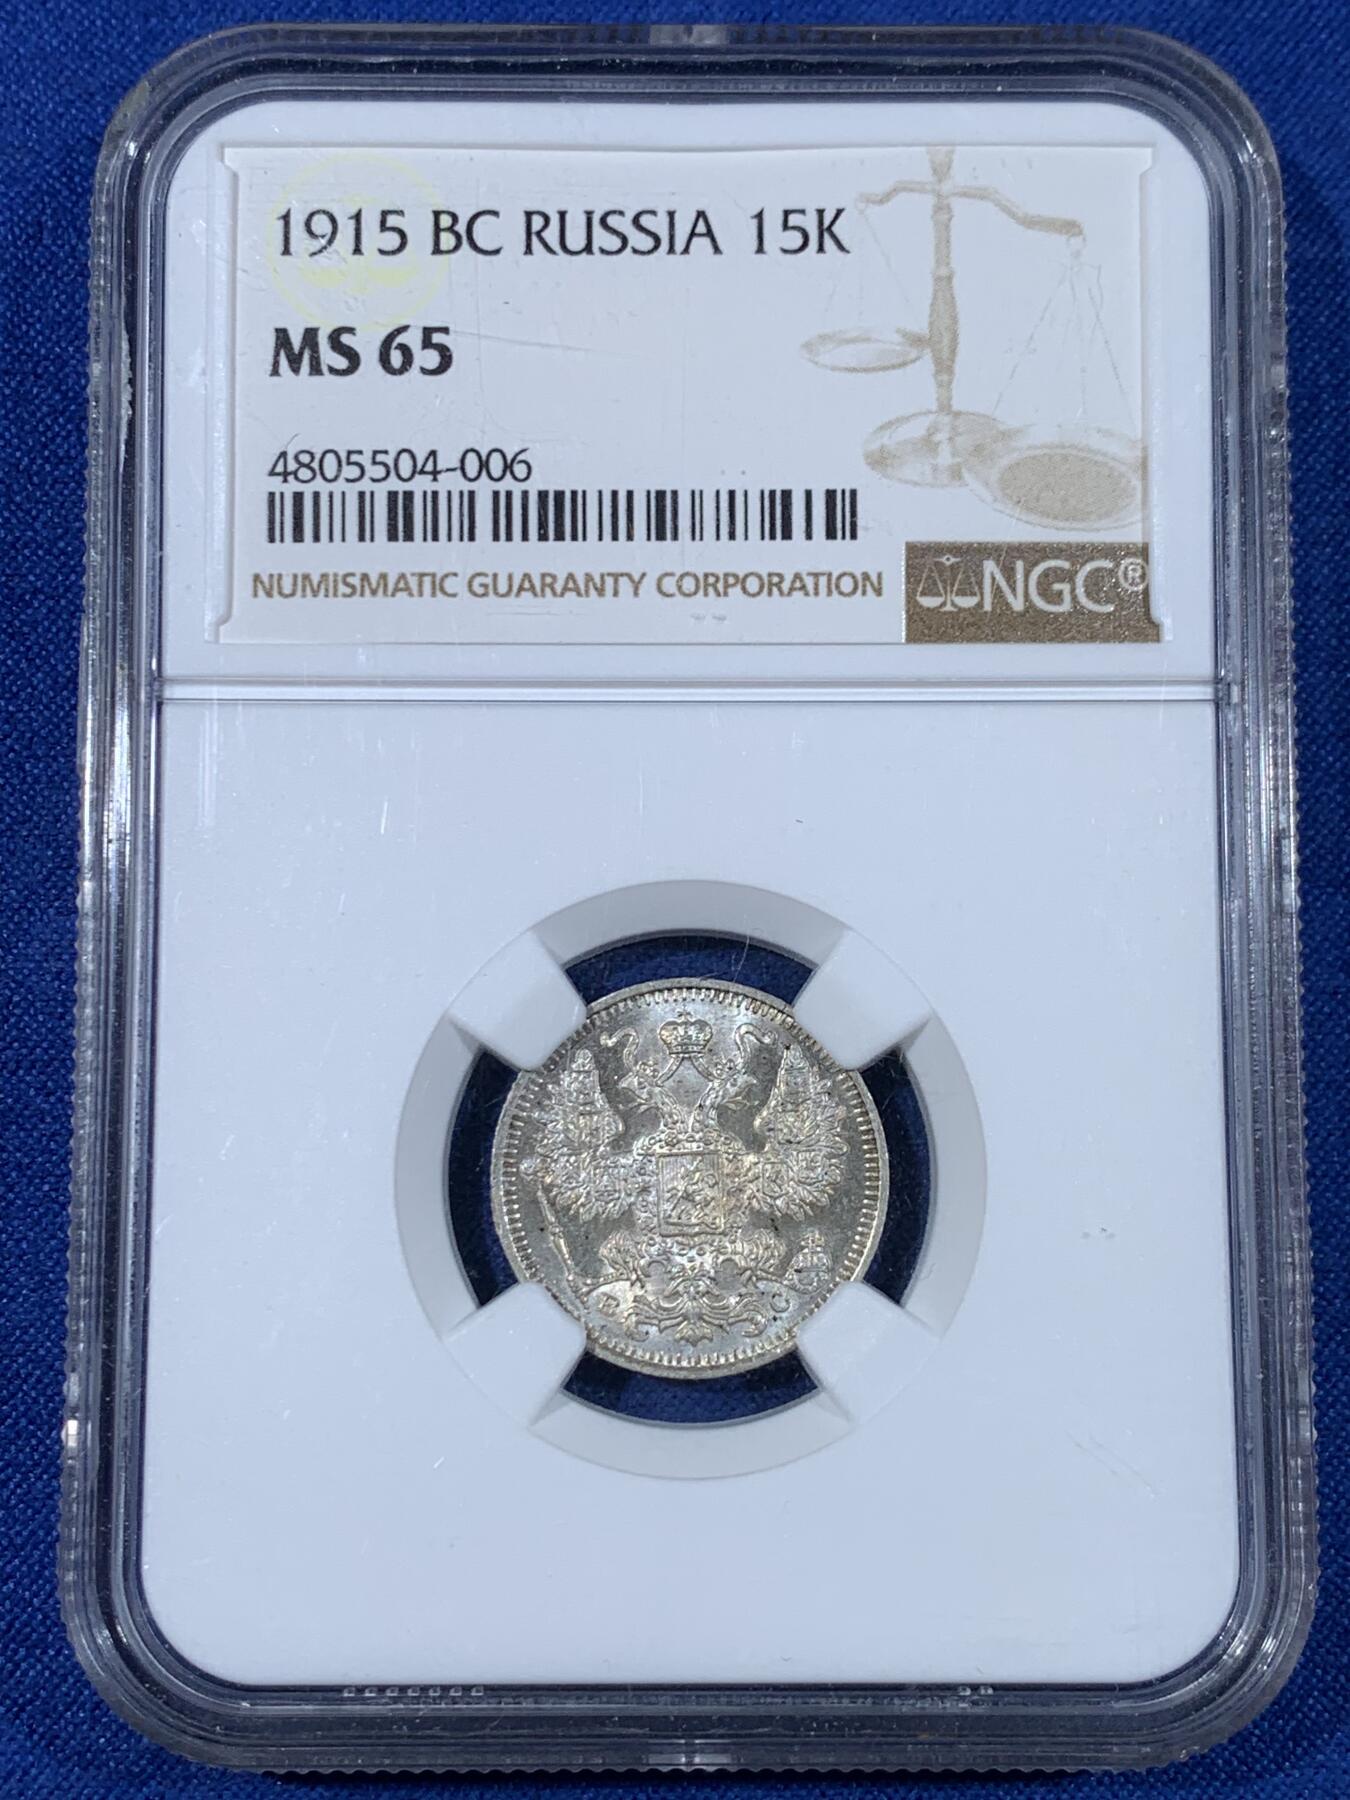 1915 BC RUSSIA 15K
MS 65
4805504-006
NUMISMATIC GUARANTY CORPORATION
NGC®
В С